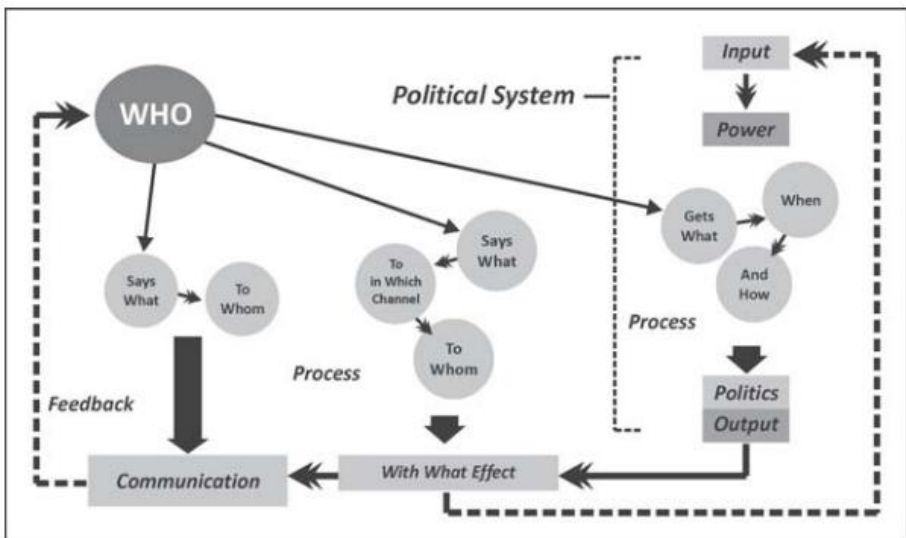 WHO
Political System
Input
Power
Gets
What
When
And
How
Says
What
To
in Which
Channel
To
Whom
Says
What
To
Whom
Process
Process
Feedback
Politics
Output
Communication
With What Effect